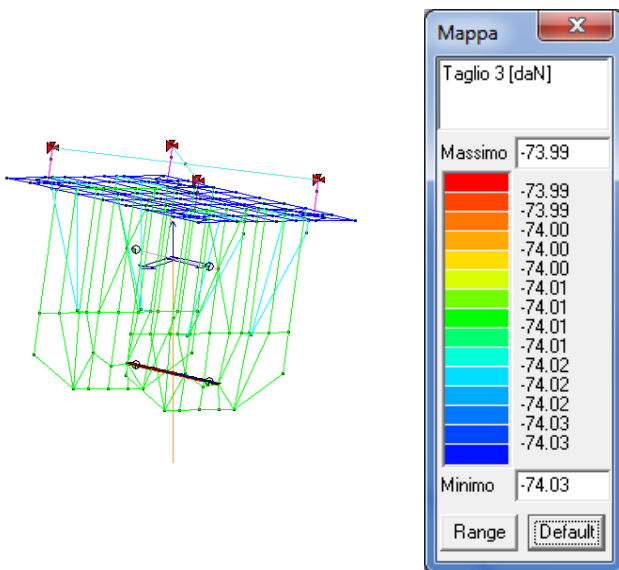 Mappa
Taglio 3 [daN]
Massimo -73.99
-73.99
-73.99
-74.00
-74.00
-74.00
-74.01
-74.01
-74.01
-74.01
-74.02
-74.02
-74.02
-74.03
-74.03
Minimo -74.03
Range Default